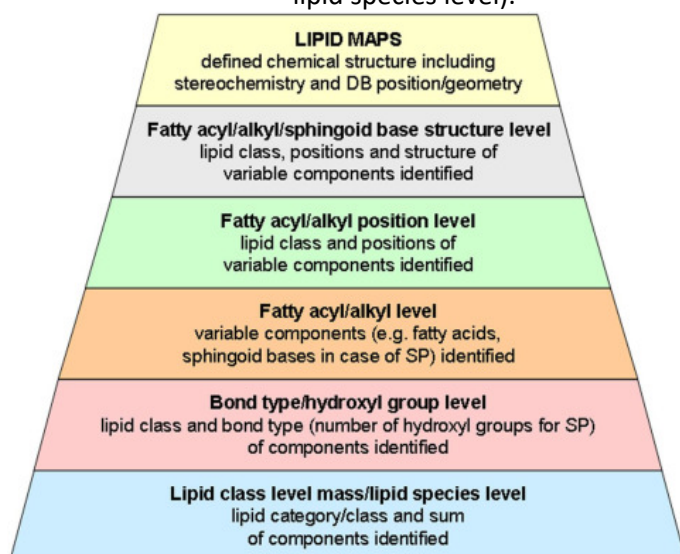 lipid species level).
LIPID MAPS
defined chemical structure including
stereochemistry and DB position/geometry
Fatty acyl/alkyl/sphingoid base structure level
lipid class, positions and structure of
variable components identified
Fatty acyl/alkyl position level
lipid class and positions of
variable components identified
Fatty acyl/alkyl level
variable components (e.g. fatty acids,
sphingoid bases in case of SP) identified
Bond type/hydroxyl group level
lipid class and bond type (number of hydroxyl groups for SP)
of components identified
Lipid class level mass/lipid species level
lipid category/class and sum
of components identified